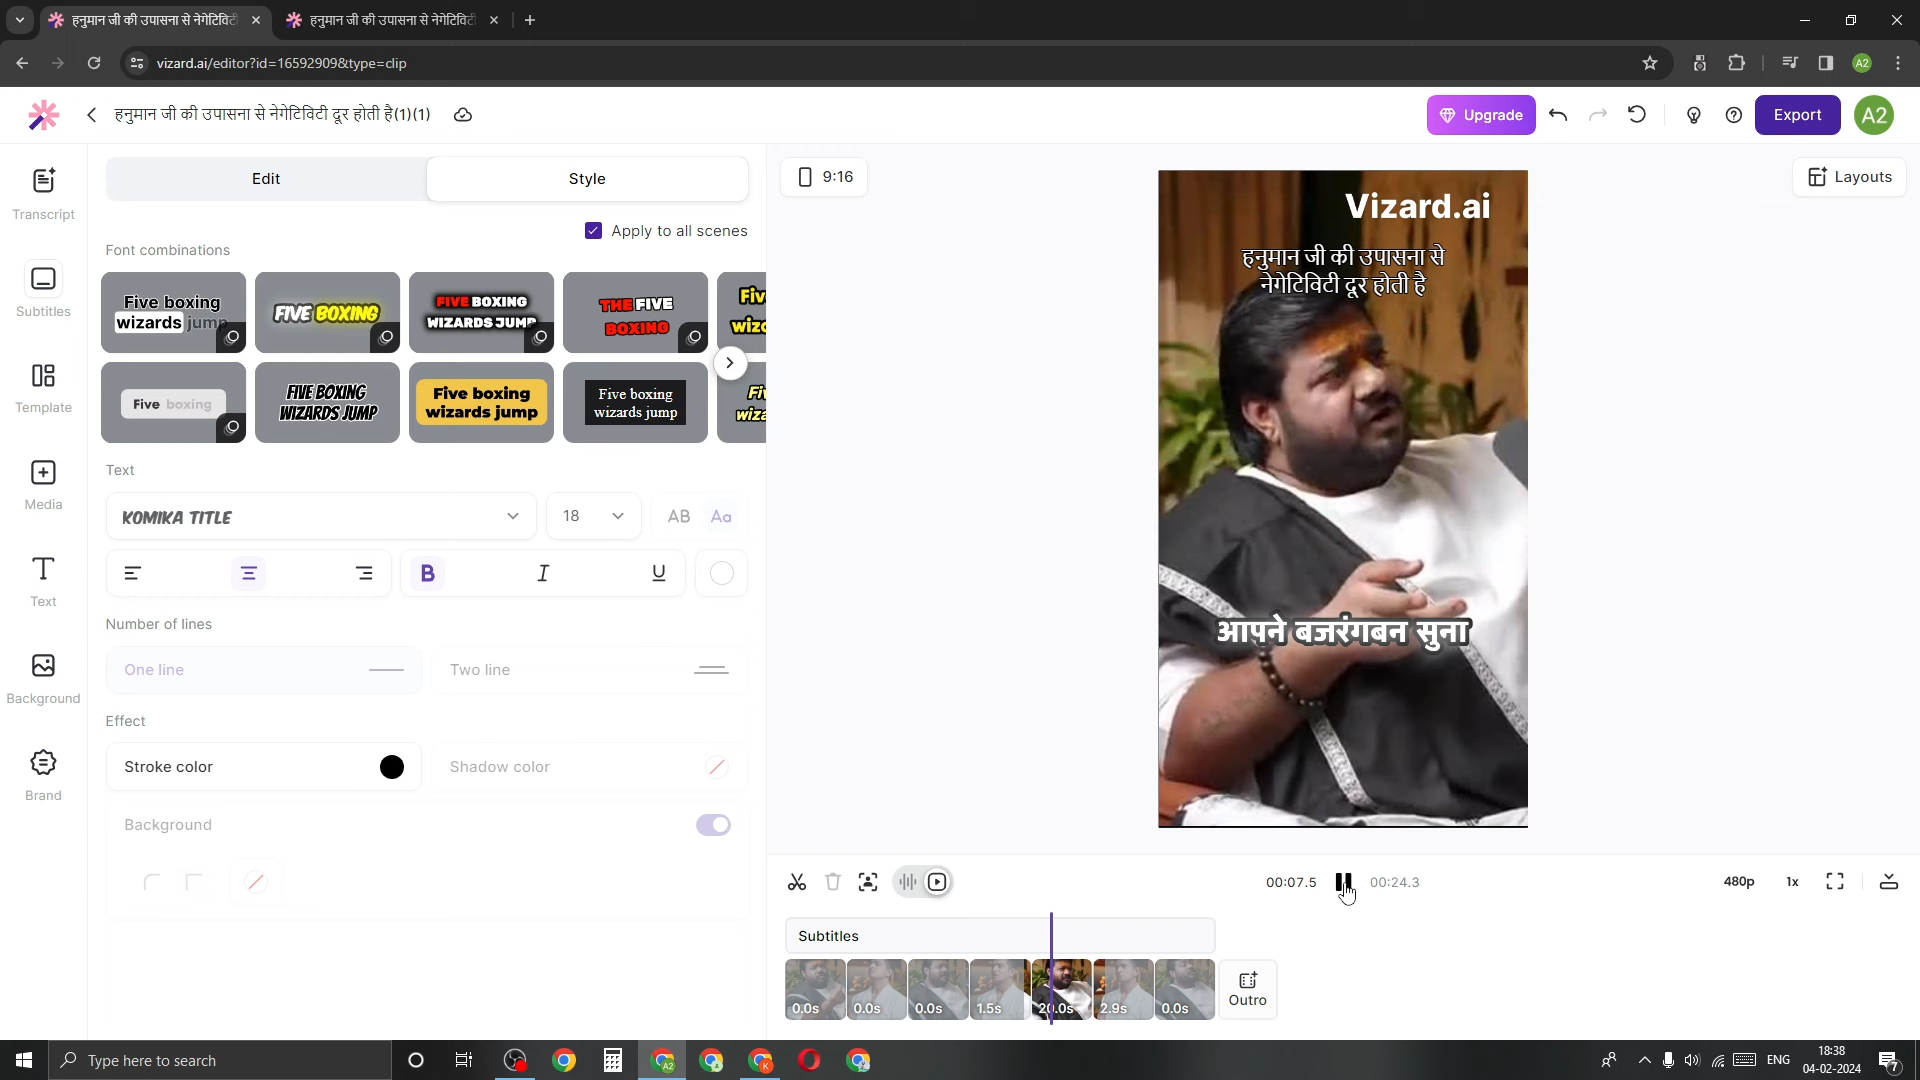 हनुमान जी की उपासना से नेगेटिविटी
हनुमान जी की उपासना से नेगेटिविटी
vizard.ai/editor?id=16592909&type=clip
A2
हनुमान जी की उपासना से नेगेटिविटी दूर होती है(1)(1)
Upgrade
Export
A2
Transcript
Subtitles
Template
Media
Text
Background
Brand
Edit
Style
Apply to all scenes
Font combinations
Five boxing
wizards jump
FIVE BOXING
FIVE BOXING
WIZARDS JUMP
THE FIVE
BOXING
Five boxing
FIVE BOXING
WIZARDS JUMP
Five boxing
wizards jump
Five boxing
wizards jump
Text
KOMIKA TITLE
18
AB
Aa
B
I
U
Number of lines
One line
Two line
Effect
Stroke color
Shadow color
Background
9:16
Layouts
Vizard.ai
हनुमान जी की उपासना से
नेगेटिविटी दूर होती है
आपने बजरंगबन सुना
00:07.5
00:24.3
480p
1x
Subtitles
0.0s
0.0s
0.0s
1.5s
20.0s
2.9s
0.0s
Outro
Type here to search
ENG
18:38
04-02-2024
7